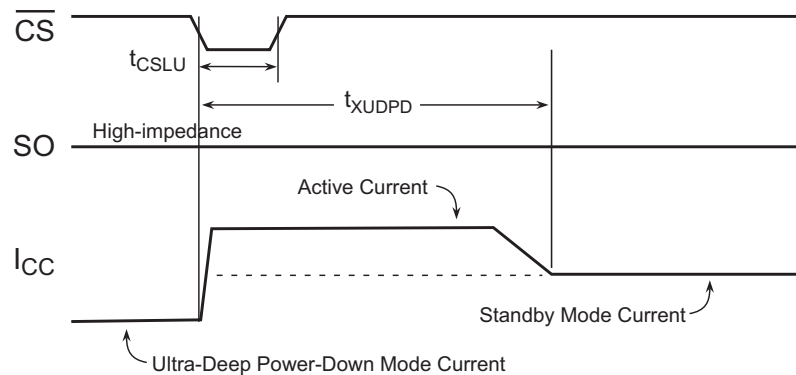 CS
tCSLU
tXUDPD
High-impedance
SO
Active Current
ICC
Standby Mode Current
Ultra-Deep Power-Down Mode Current